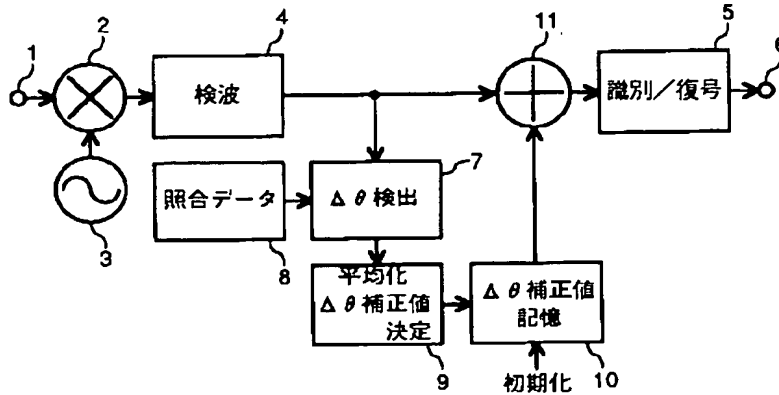 1
2
3
4
検波
11
5
識別/復号
6
照合データ
8
Δθ検出
7
平均化
Δθ補正値
決定
9
Δθ補正値
記憶
10
初期化